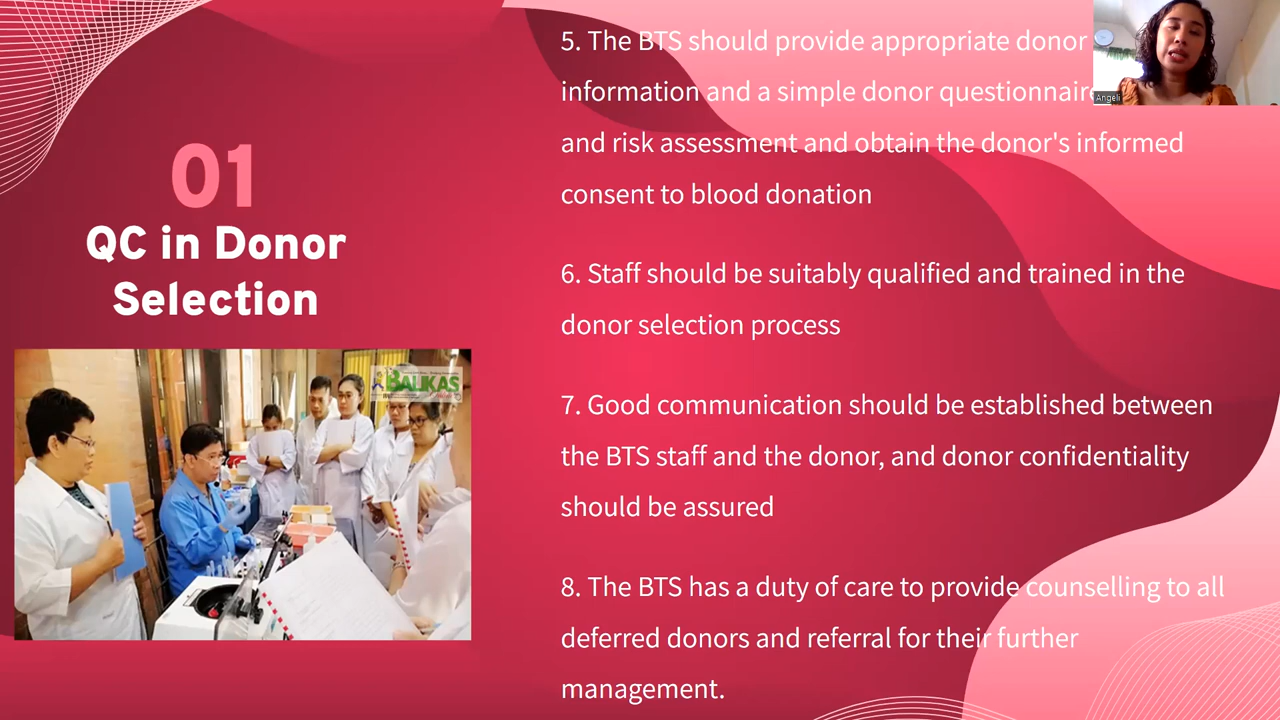 01
QC in Donor
Selection
BALIKAS
5. The BTS should provide appropriate donor
information and a simple donor questionnaire
and risk assessment and obtain the donor's informed
consent to blood donation
6. Staff should be suitably qualified and trained in the
donor selection process
7. Good communication should be established between
the BTS staff and the donor, and donor confidentiality
should be assured
8. The BTS has a duty of care to provide counselling to all
deferred donors and referral for their further
management.
Angeli